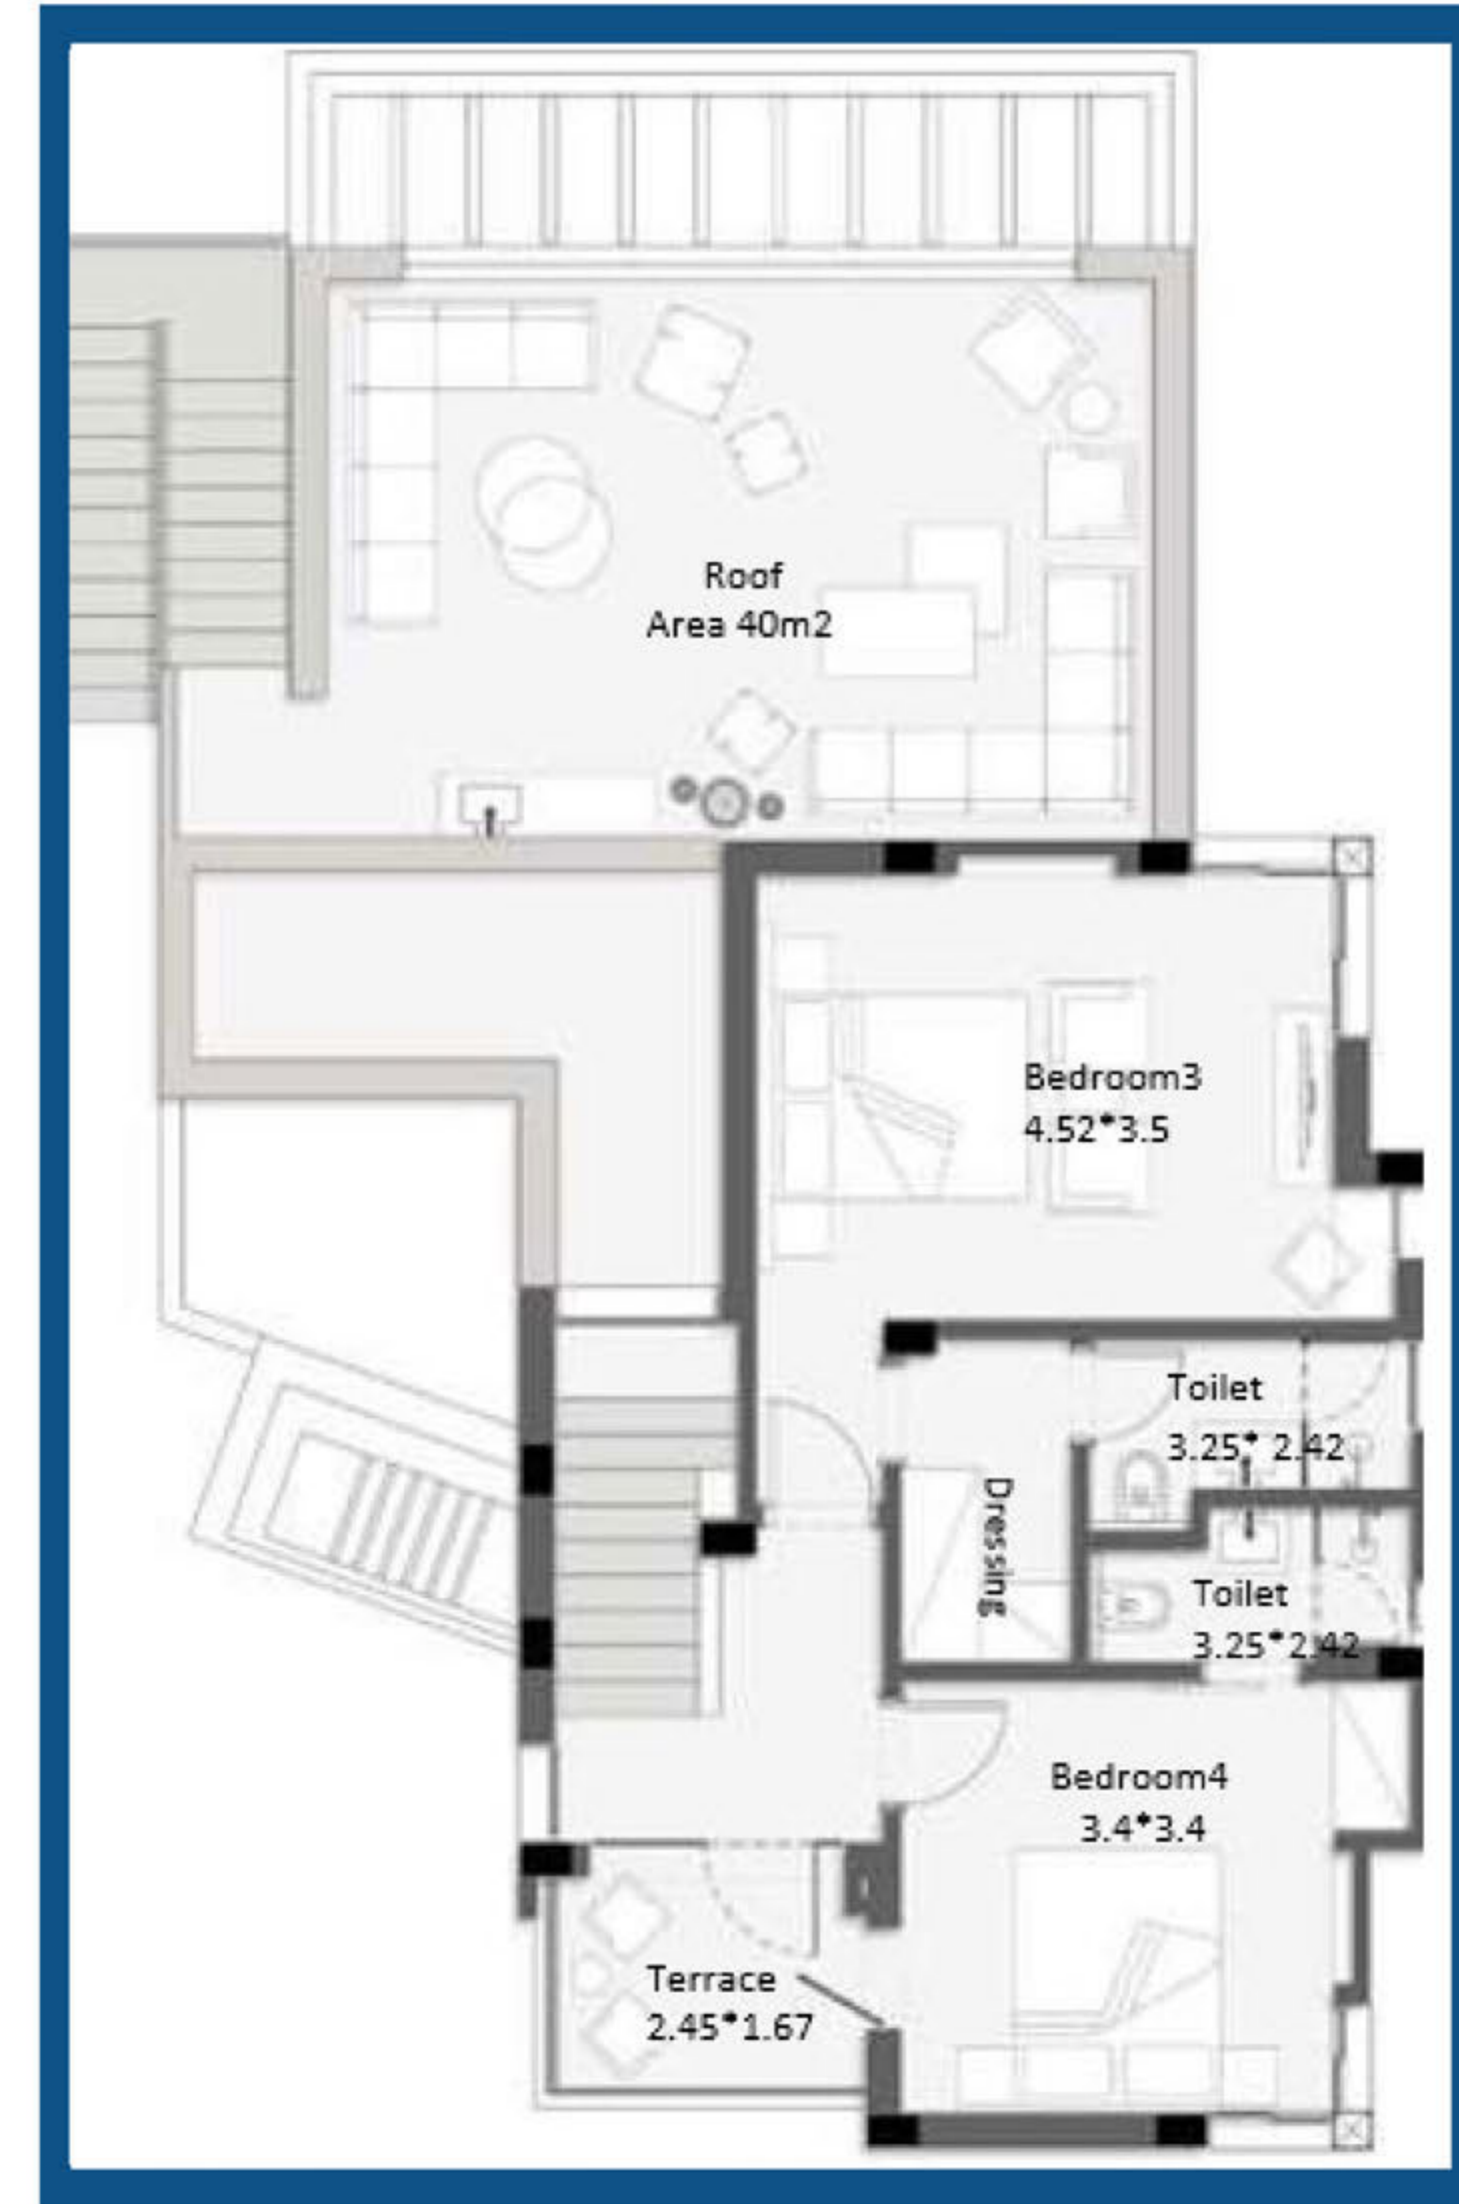 Roof
Area 40m2
Bedroom3
4.52*3.5
Toilet
3.25* 2.42
Dressing
Toilet
3.25*2.42
Bedroom4
3.4*3.4
Terrace
2.45*1.67